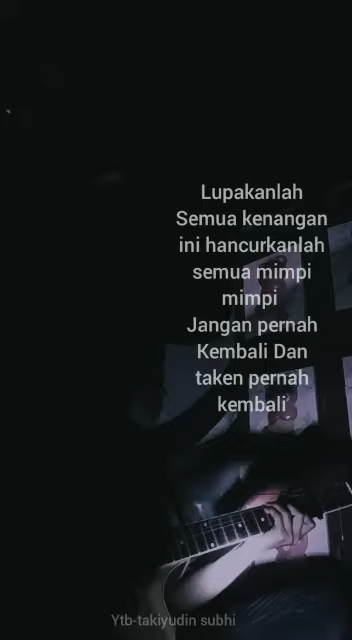 Lupakanlah
Semua kenangan
ini hancurkanlah
semua mimpi
mimpi
Jangan pernah
Kembali Dan
taken pernah
kembali
Ytb-takiyudin subhi